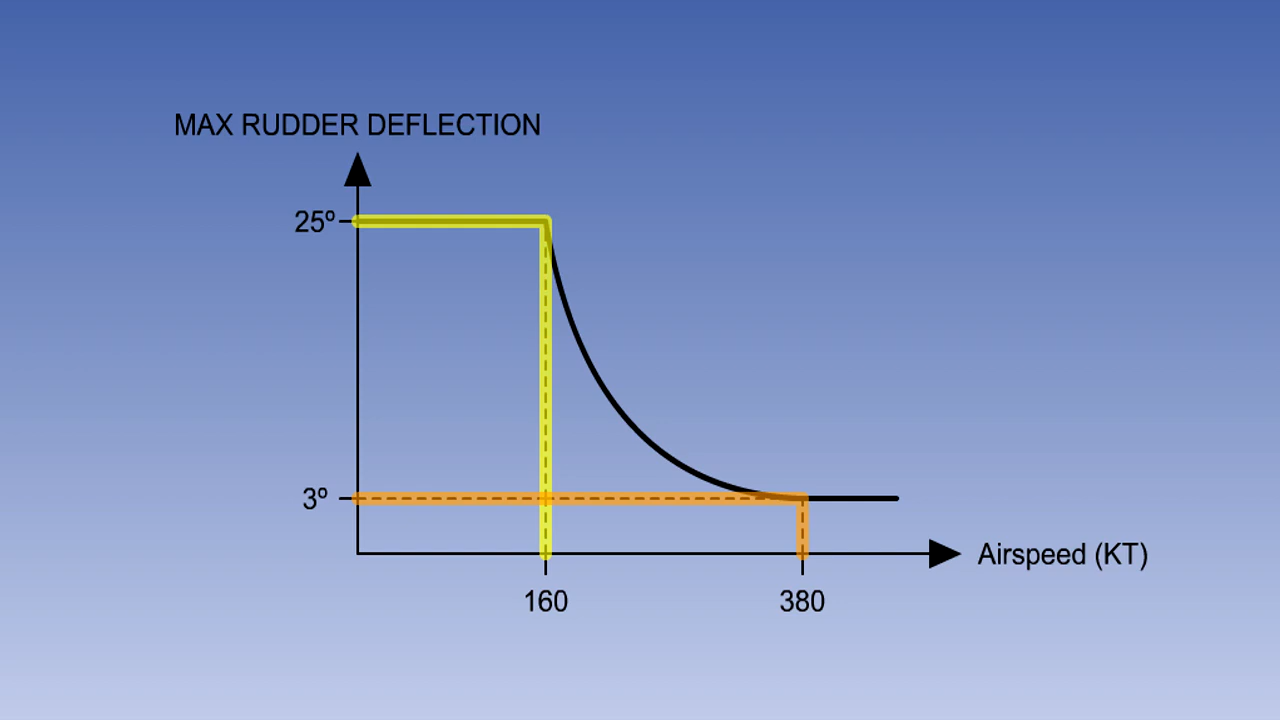 MAX RUDDER DEFLECTION
25º
3º
Airspeed (KT)
160
380